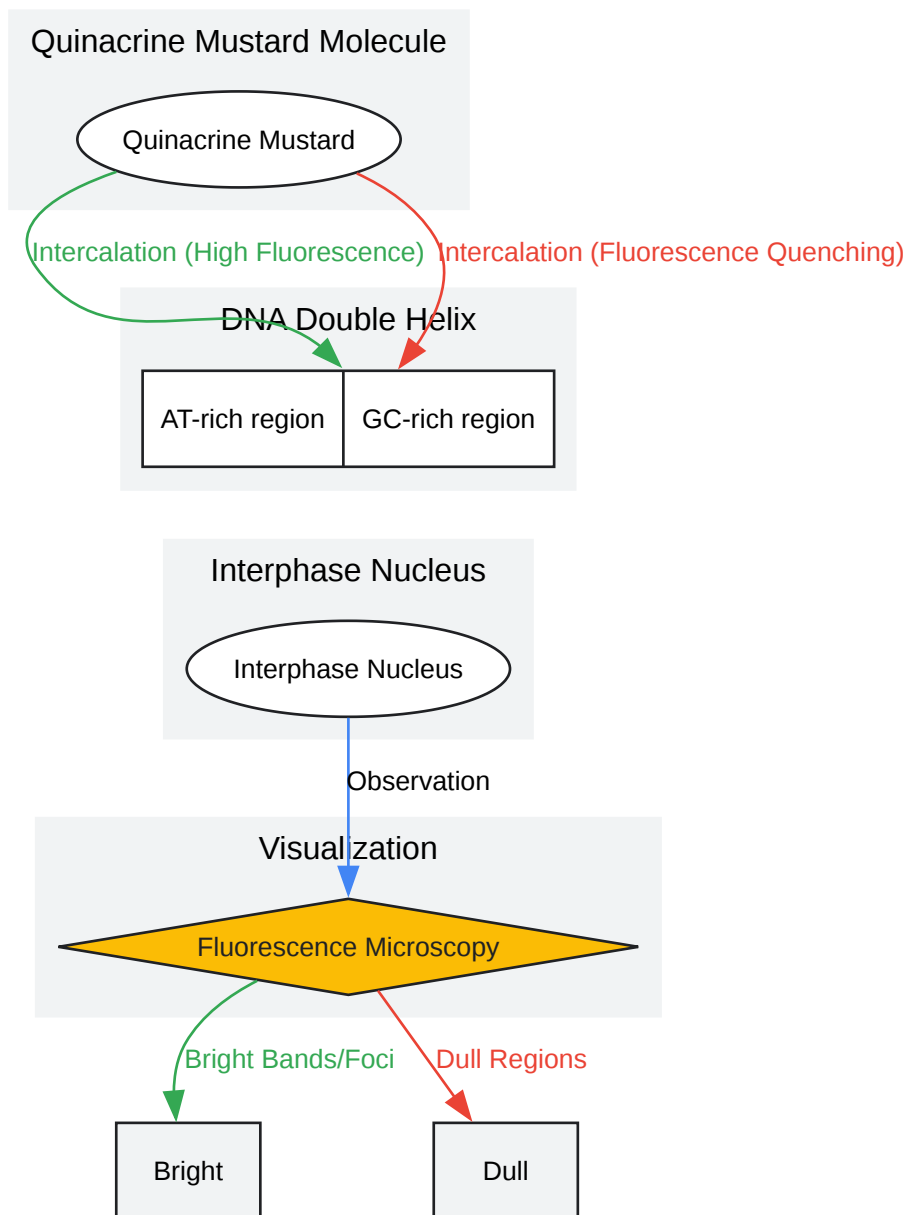 Quinacrine Mustard Molecule
Quinacrine Mustard
Intercalation (High Fluorescence)
Intercalation (Fluorescence Quenching)
DNA Double Helix
AT-rich region
GC-rich region
Interphase Nucleus
Interphase Nucleus
Observation
Visualization
Fluorescence Microscopy
Bright Bands/Foci
Dull Regions
Bright
Dull